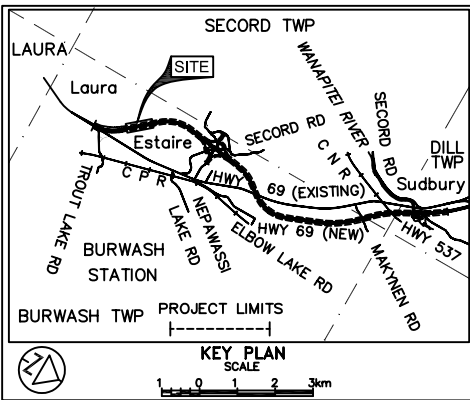 SECORD TWP
LAURA
Laura
SITE
WANAPITEI RIVER
SECORD RD
DILL
TWP
SECORD RD
Estaire
C N R
Sudbury
HWY
69 (EXISTING)
C P R
TROUT LAKE RD
NEPAWASSI
LAKE RD
ELBOW LAKE RD
HWY 69 (NEW)
HWY 537
MAKYNEN RD
BURWASH
STATION
BURWASH TWP
PROJECT LIMITS
KEY PLAN
SCALE
1 0 1 2 3km
N